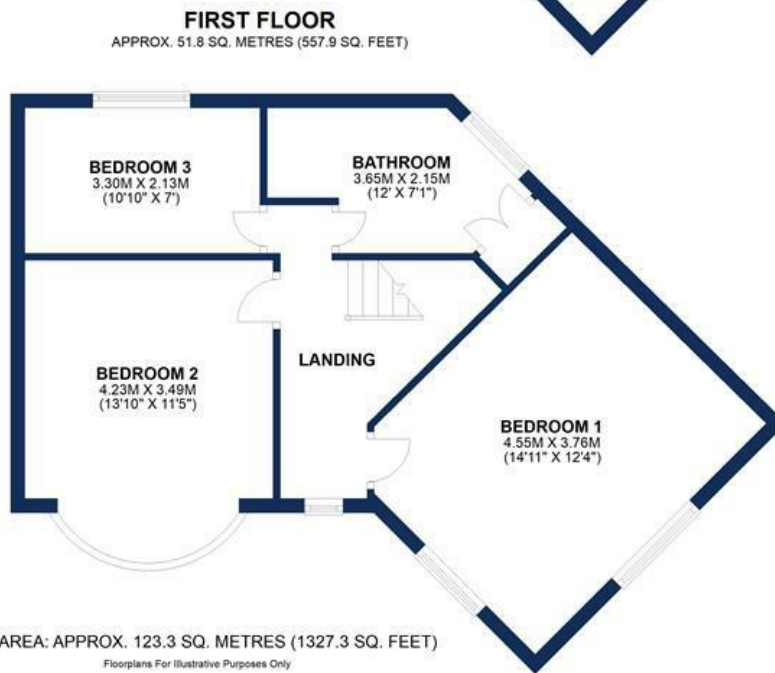 FIRST FLOOR
APPROX. 51.8 SQ. METRES (557.9 SQ. FEET)
BEDROOM 3
3.30M X 2.13M
(10'10" X 7')
BATHROOM
3.65M X 2.15M
(12' X 7'1")
BEDROOM 2
4.23M X 3.49M
(13'10" X 11'5")
LANDING
BEDROOM 1
4.55M X 3.76M
(14'11" X 12'4")
AREA: APPROX. 123.3 SQ. METRES (1327.3 SQ. FEET)
Floorplans For Illustrative Purposes Only